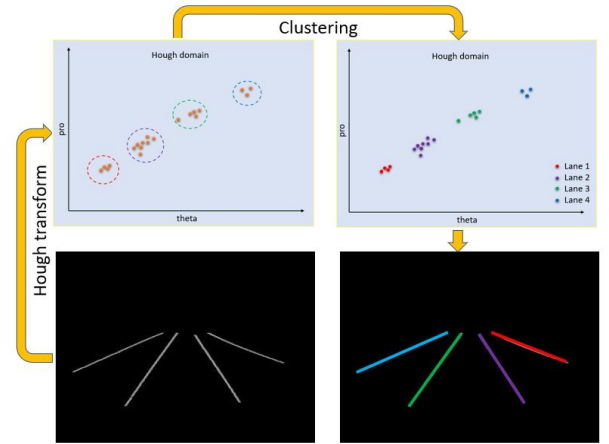 Clustering
Hough domain
pro
theta
Hough domain
pro
theta
Lane 1
Lane 2
Lane 3
Lane 4
Hough transform